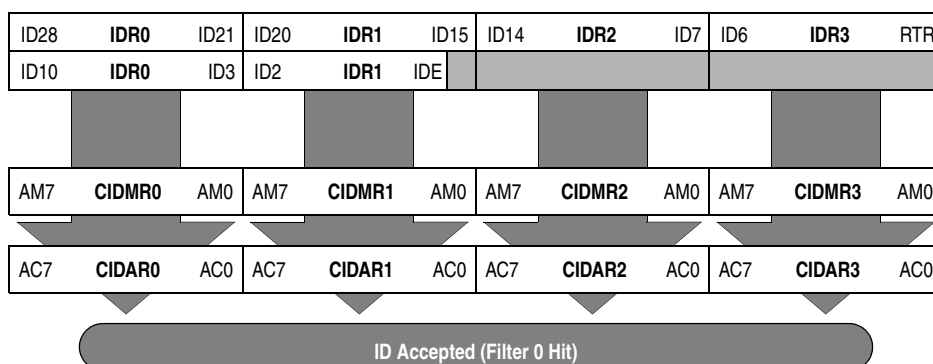 ID28 IDR0 ID21 ID20 IDR1 ID15 ID14 IDR2 ID7 ID6 IDR3 RTR
ID10 IDR0 ID3 ID2 IDR1 IDE
AM7 CIDMR0 AM0 AM7 CIDMR1 AM0 AM7 CIDMR2 AM0 AM7 CIDMR3 AM0
AC7 CIDAR0 AC0 AC7 CIDAR1 AC0 AC7 CIDAR2 AC0 AC7 CIDAR3 AC0
ID Accepted (Filter 0 Hit)